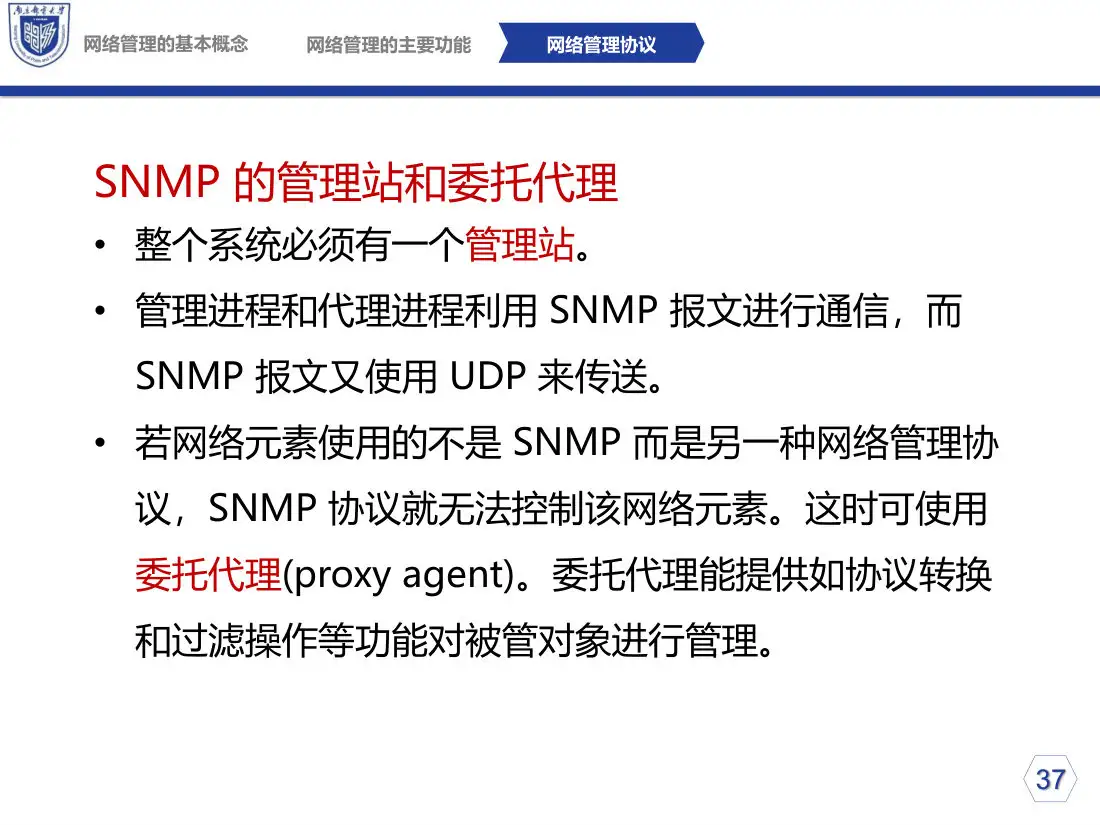 南京邮电大学
网络管理的基本概念
网络管理的主要功能
网络管理协议
SNMP 的管理站和委托代理
• 整个系统必须有一个管理站。
• 管理进程和代理进程利用 SNMP 报文进行通信，而
SNMP 报文又使用 UDP 来传送。
• 若网络元素使用的不是 SNMP 而是另一种网络管理协
议，SNMP 协议就无法控制该网络元素。这时可使用
委托代理(proxy agent)。委托代理能提供如协议转换
和过滤操作等功能对被管对象进行管理。
37